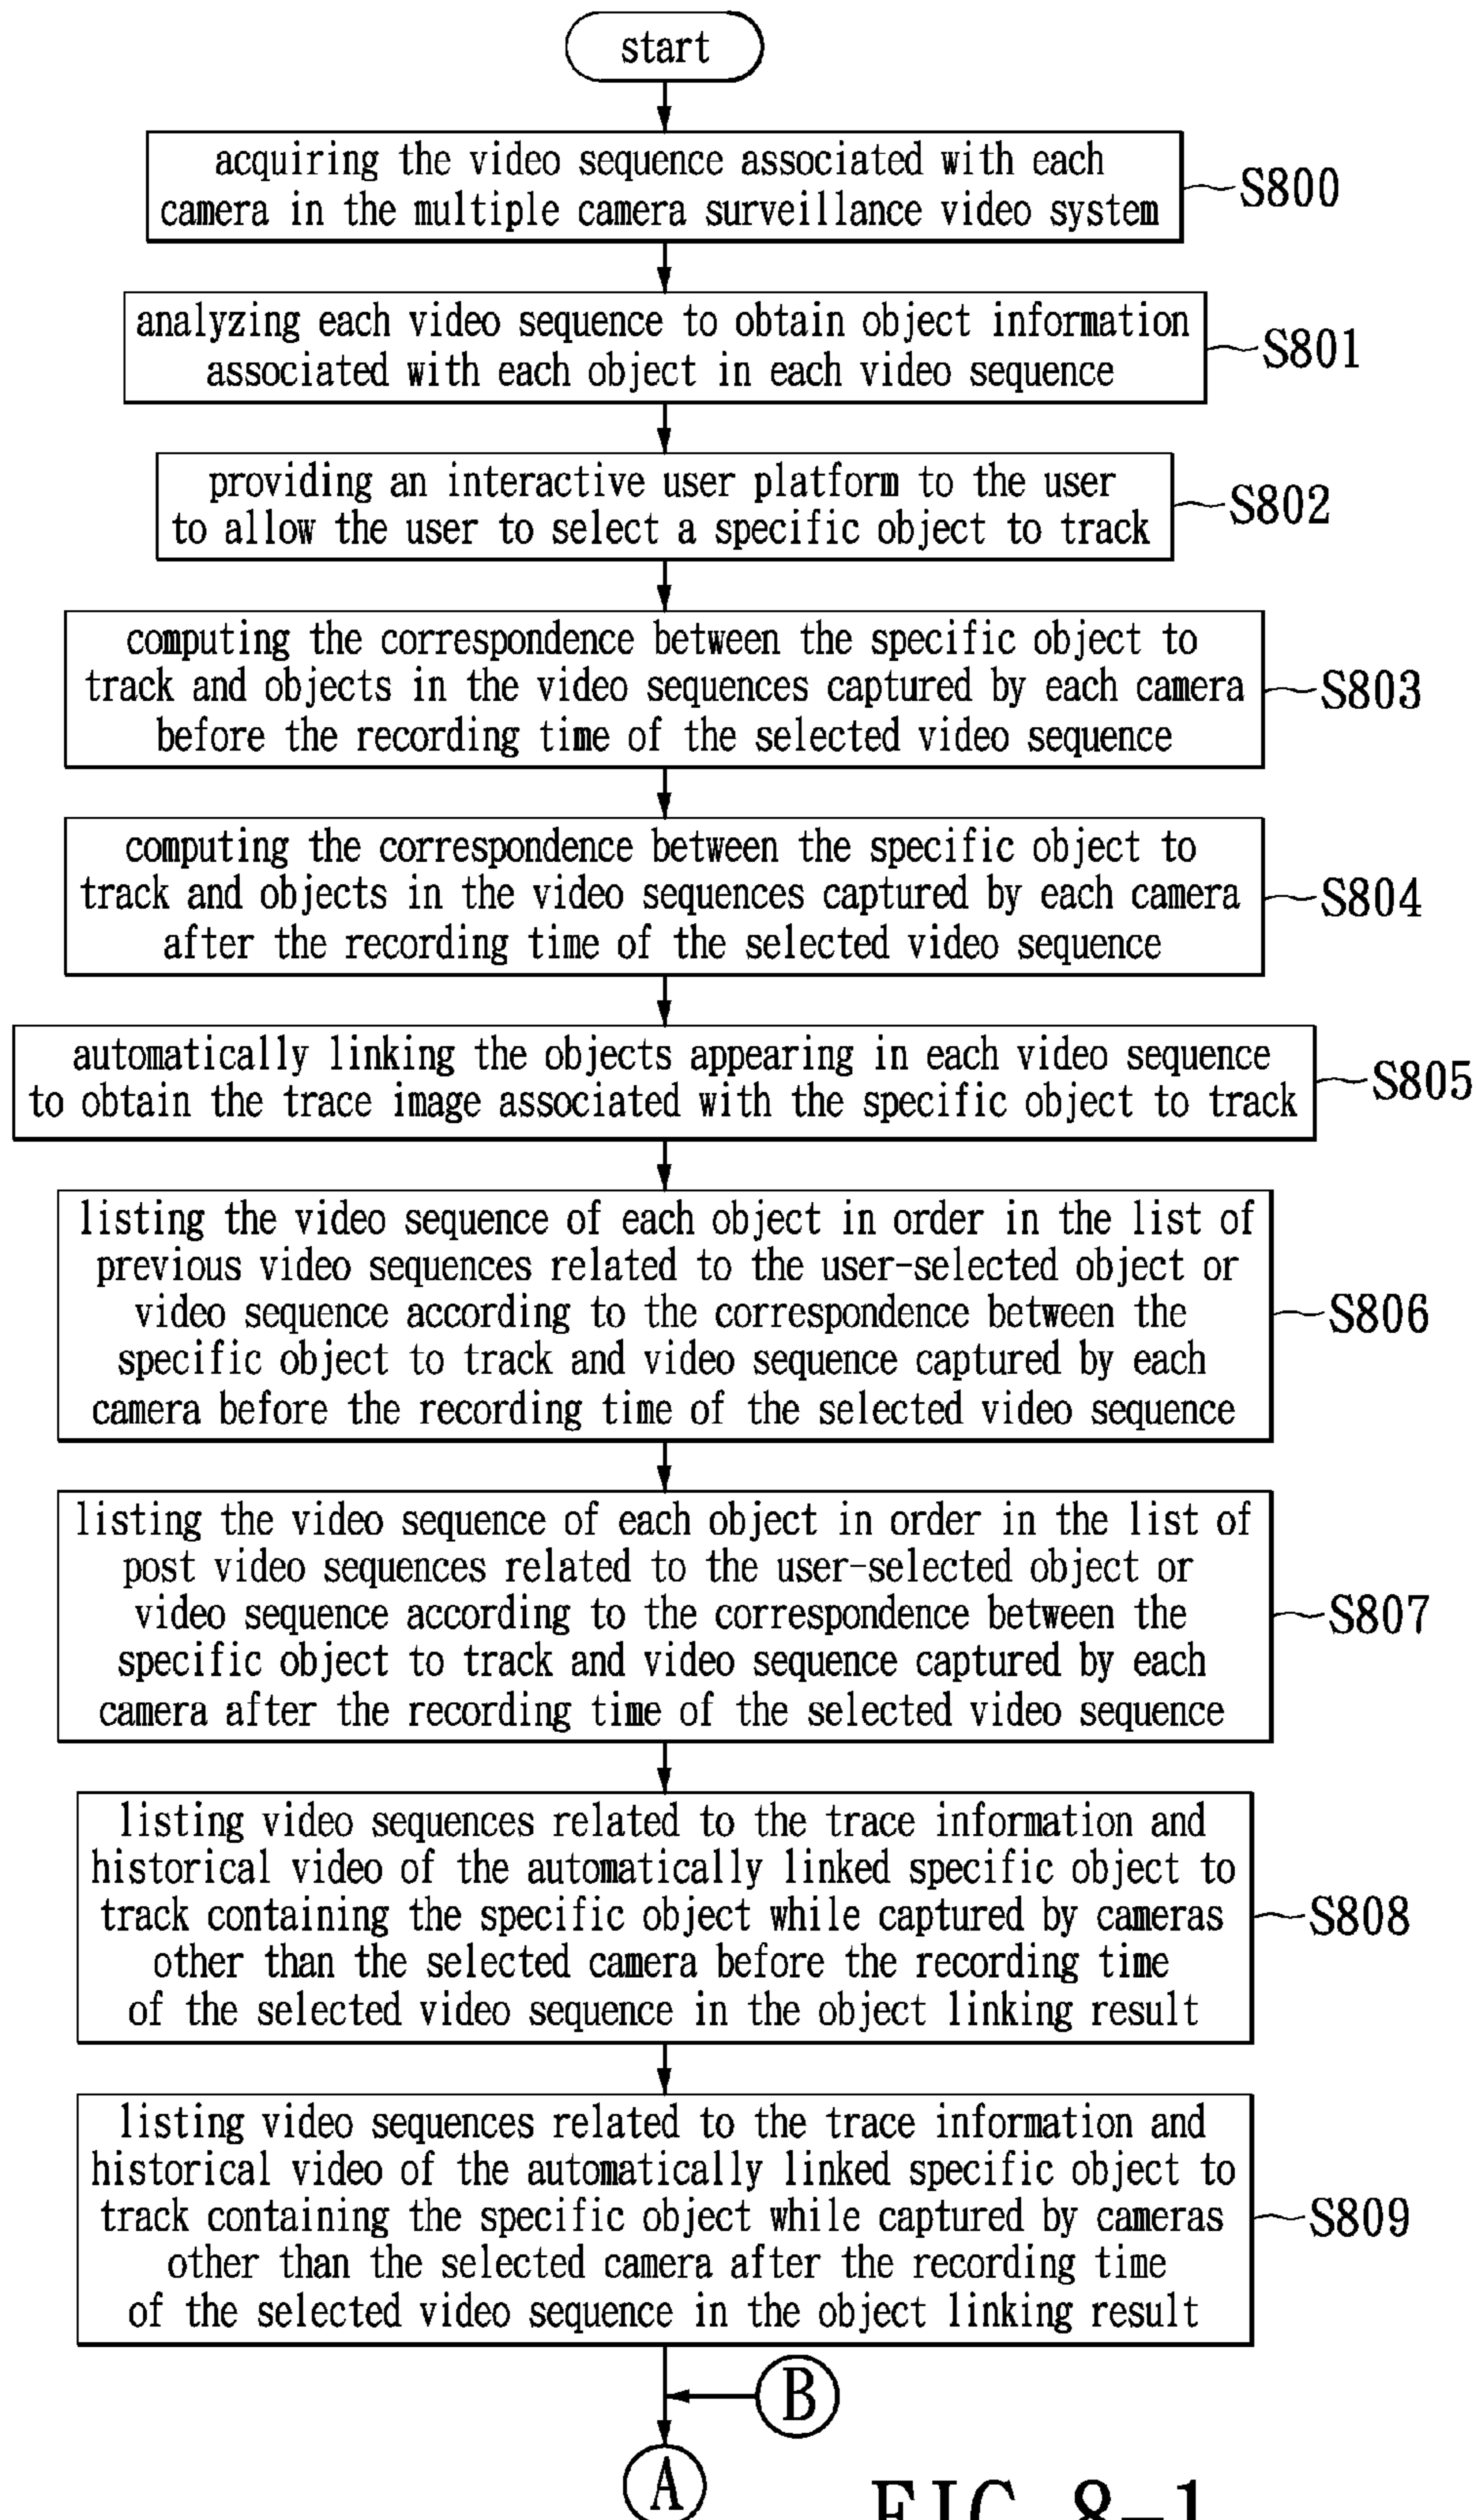 start
acquiring the video sequence associated with each
camera in the multiple camera surveillance video system
S800
analyzing each video sequence to obtain object information
associated with each object in each video sequence
S801
providing an interactive user platform to the user
to allow the user to select a specific object to track
S802
computing the correspondence between the specific object to
track and objects in the video sequences captured by each camera
before the recording time of the selected video sequence
S803
computing the correspondence between the specific object to
track and objects in the video sequences captured by each camera
after the recording time of the selected video sequence
S804
automatically linking the objects appearing in each video sequence
to obtain the trace image associated with the specific object to track
S805
listing the video sequence of each object in order in the list of
previous video sequences related to the user-selected object or
video sequence according to the correspondence between the
specific object to track and video sequence captured by each
camera before the recording time of the selected video sequence
S806
listing the video sequence of each object in order in the list of
post video sequences related to the user-selected object or
video sequence according to the correspondence between the
specific object to track and video sequence captured by each
camera after the recording time of the selected video sequence
S807
listing video sequences related to the trace information and
historical video of the automatically linked specific object to
track containing the specific object while captured by cameras
other than the selected camera before the recording time
of the selected video sequence in the object linking result
S808
listing video sequences related to the trace information and
historical video of the automatically linked specific object to
track containing the specific object while captured by cameras
other than the selected camera after the recording time
of the selected video sequence in the object linking result
S809
B
A
FIG. 8-1